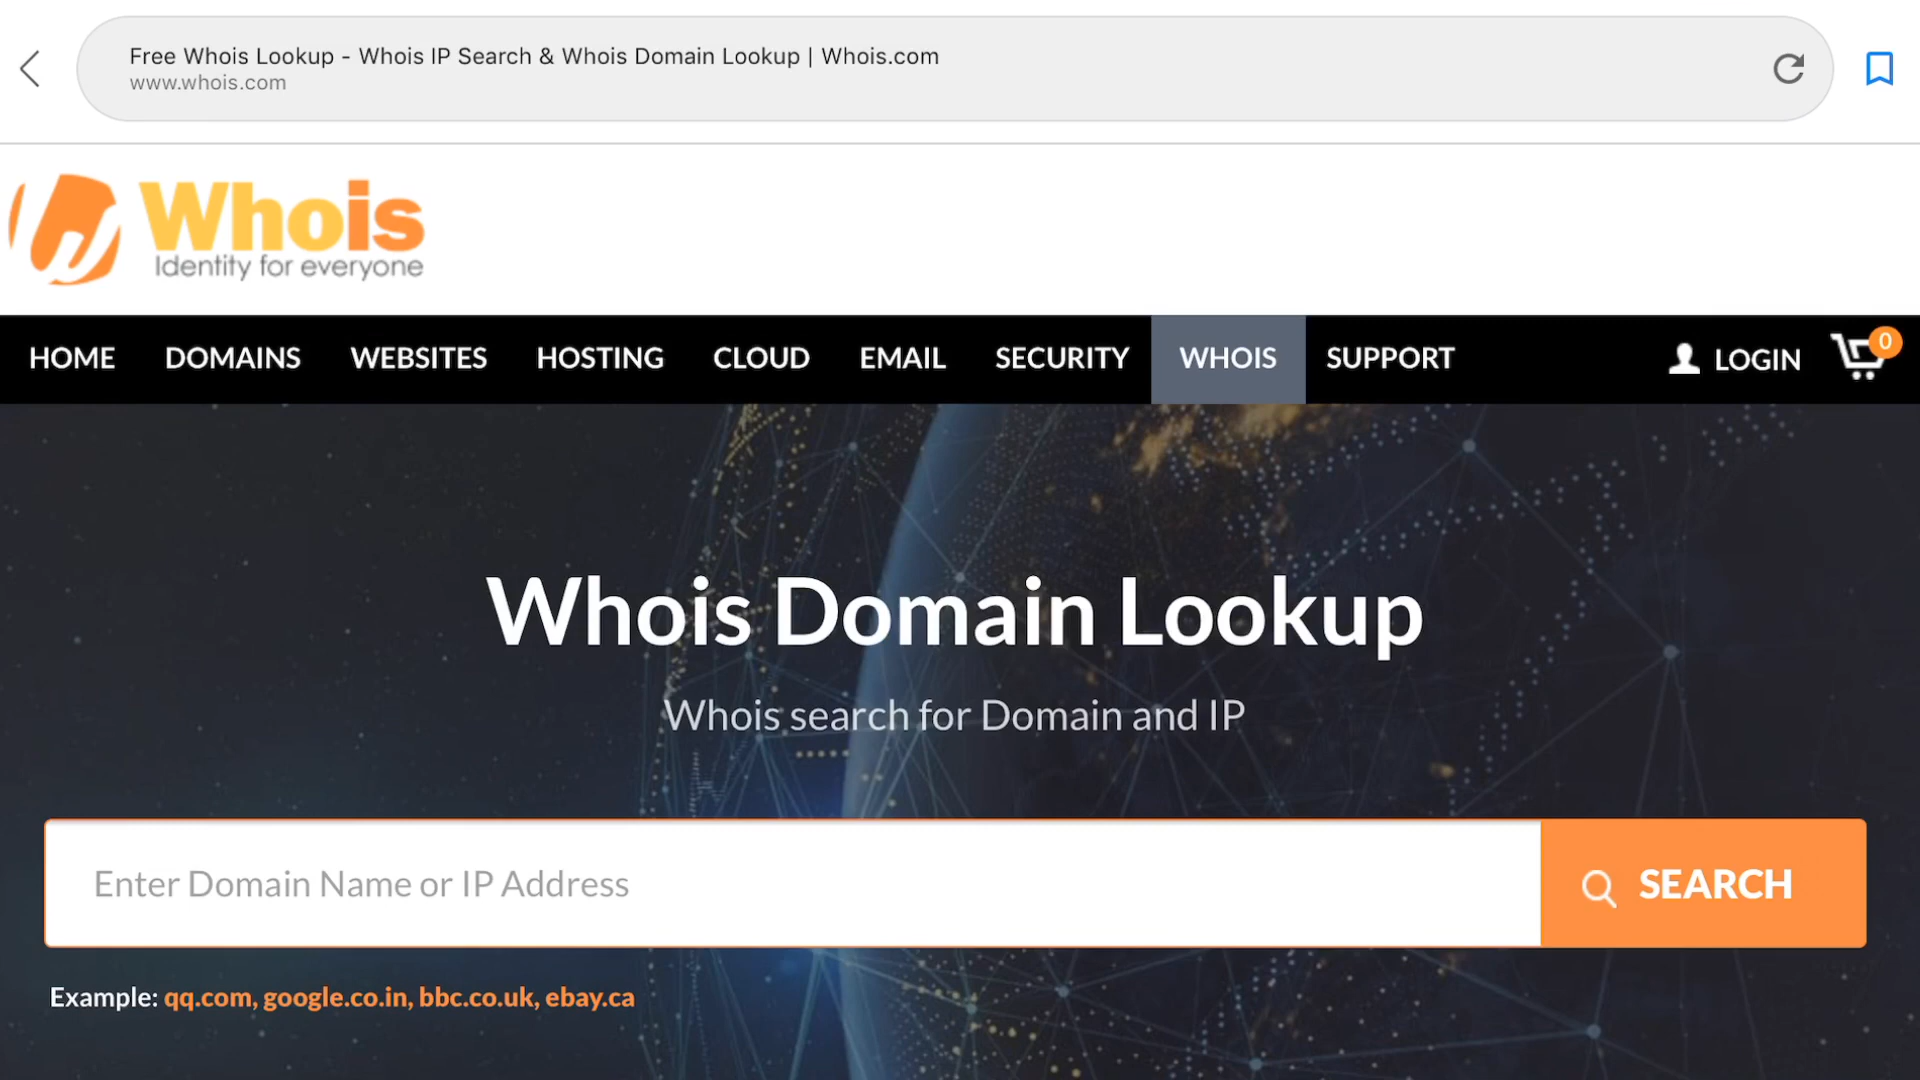 Free Whois Lookup - Whois IP Search & Whois Domain Lookup | Whois.com
www.whois.com
Whois
Identity for everyone
HOME DOMAINS WEBSITES HOSTING CLOUD EMAIL SECURITY WHOIS SUPPORT LOGIN 0
Whois Domain Lookup
Whois search for Domain and IP
Enter Domain Name or IP Address SEARCH
Example: qq.com, google.co.in, bbc.co.uk, ebay.ca